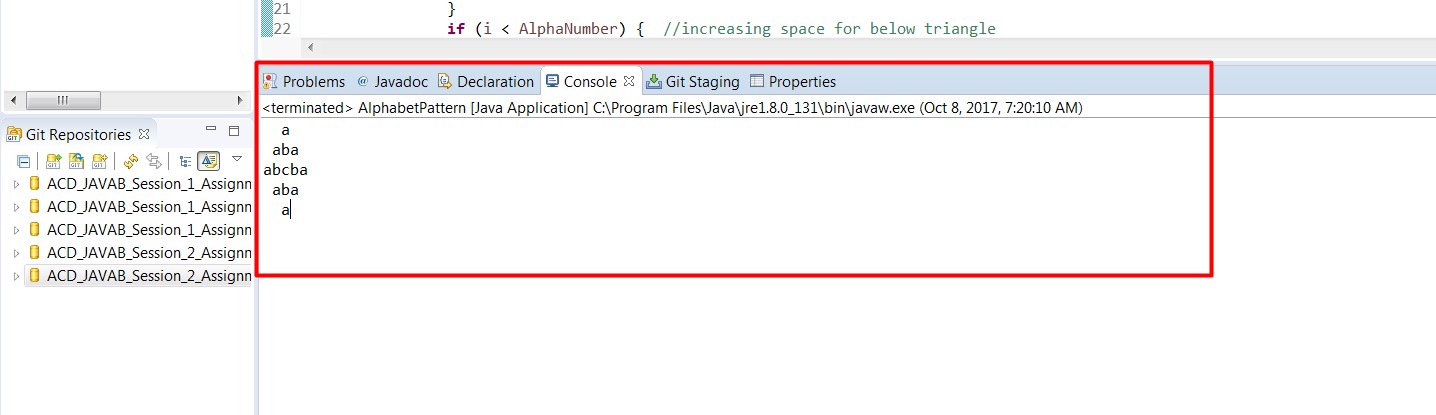 21 }
22 if (i < AlphaNumber) { //increasing space for below triangle
Problems @ Javadoc Declaration Console Git Staging Properties
<terminated> AlphabetPattern [Java Application] C:\Program Files\Java\jre1.8.0_131\bin\javaw.exe (Oct 8, 2017, 7:20:10 AM)
  a
 aba
abcba
 aba
  a
Git Repositories
ACD_JAVAB_Session_1_Assignn
ACD_JAVAB_Session_1_Assignn
ACD_JAVAB_Session_1_Assignn
ACD_JAVAB_Session_2_Assignn
ACD_JAVAB_Session_2_Assignn